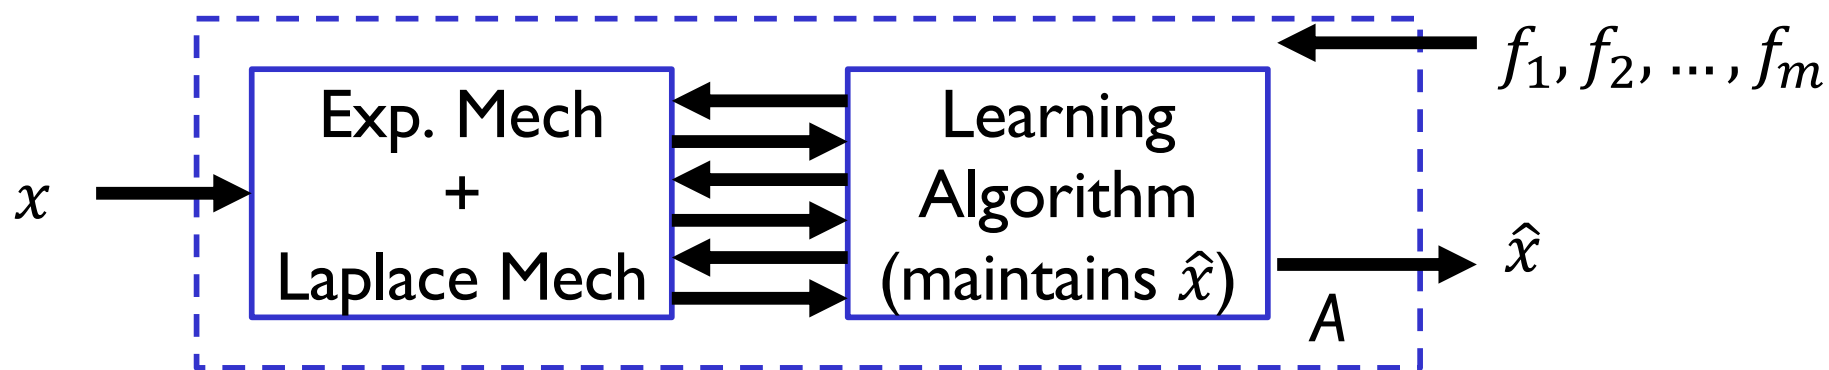 x
Exp. Mech
+
Laplace Mech
Learning
Algorithm
(maintains x̂)
f₁, f₂, …, fₘ
x̂
A